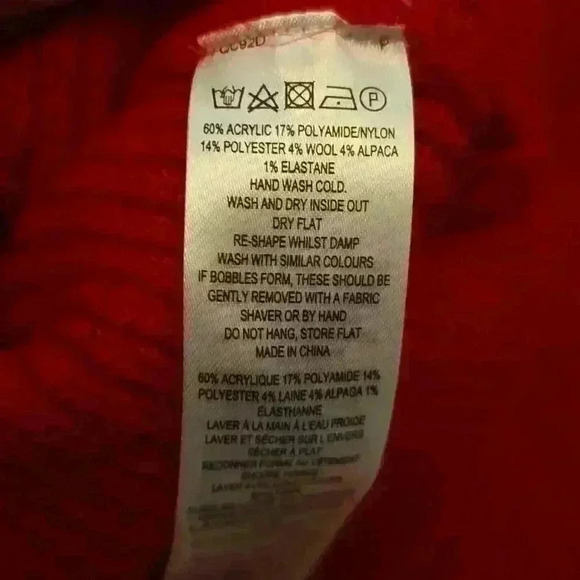 CC92D
P
P
60% ACRYLIC 17% POLYAMIDE/NYLON
14% POLYESTER 4% WOOL 4% ALPACA
1% ELASTANE
HAND WASH COLD.
WASH AND DRY INSIDE OUT
DRY FLAT
RE-SHAPE WHILST DAMP
WASH WITH SIMILAR COLOURS
IF BOBBLES FORM, THESE SHOULD BE
GENTLY REMOVED WITH A FABRIC
SHAVER OR BY HAND
DO NOT HANG, STORE FLAT
MADE IN CHINA
60% ACRYLIQUE 17% POLYAMIDE 14%
POLYESTER 4% LAINE 4% ALPAGA 1%
ÉLASTHANNE
LAVER À LA MAIN À L'EAU FROIDE
LAVER ET SÉCHER SUR L'ENVERS
SÉCHER À PLAT